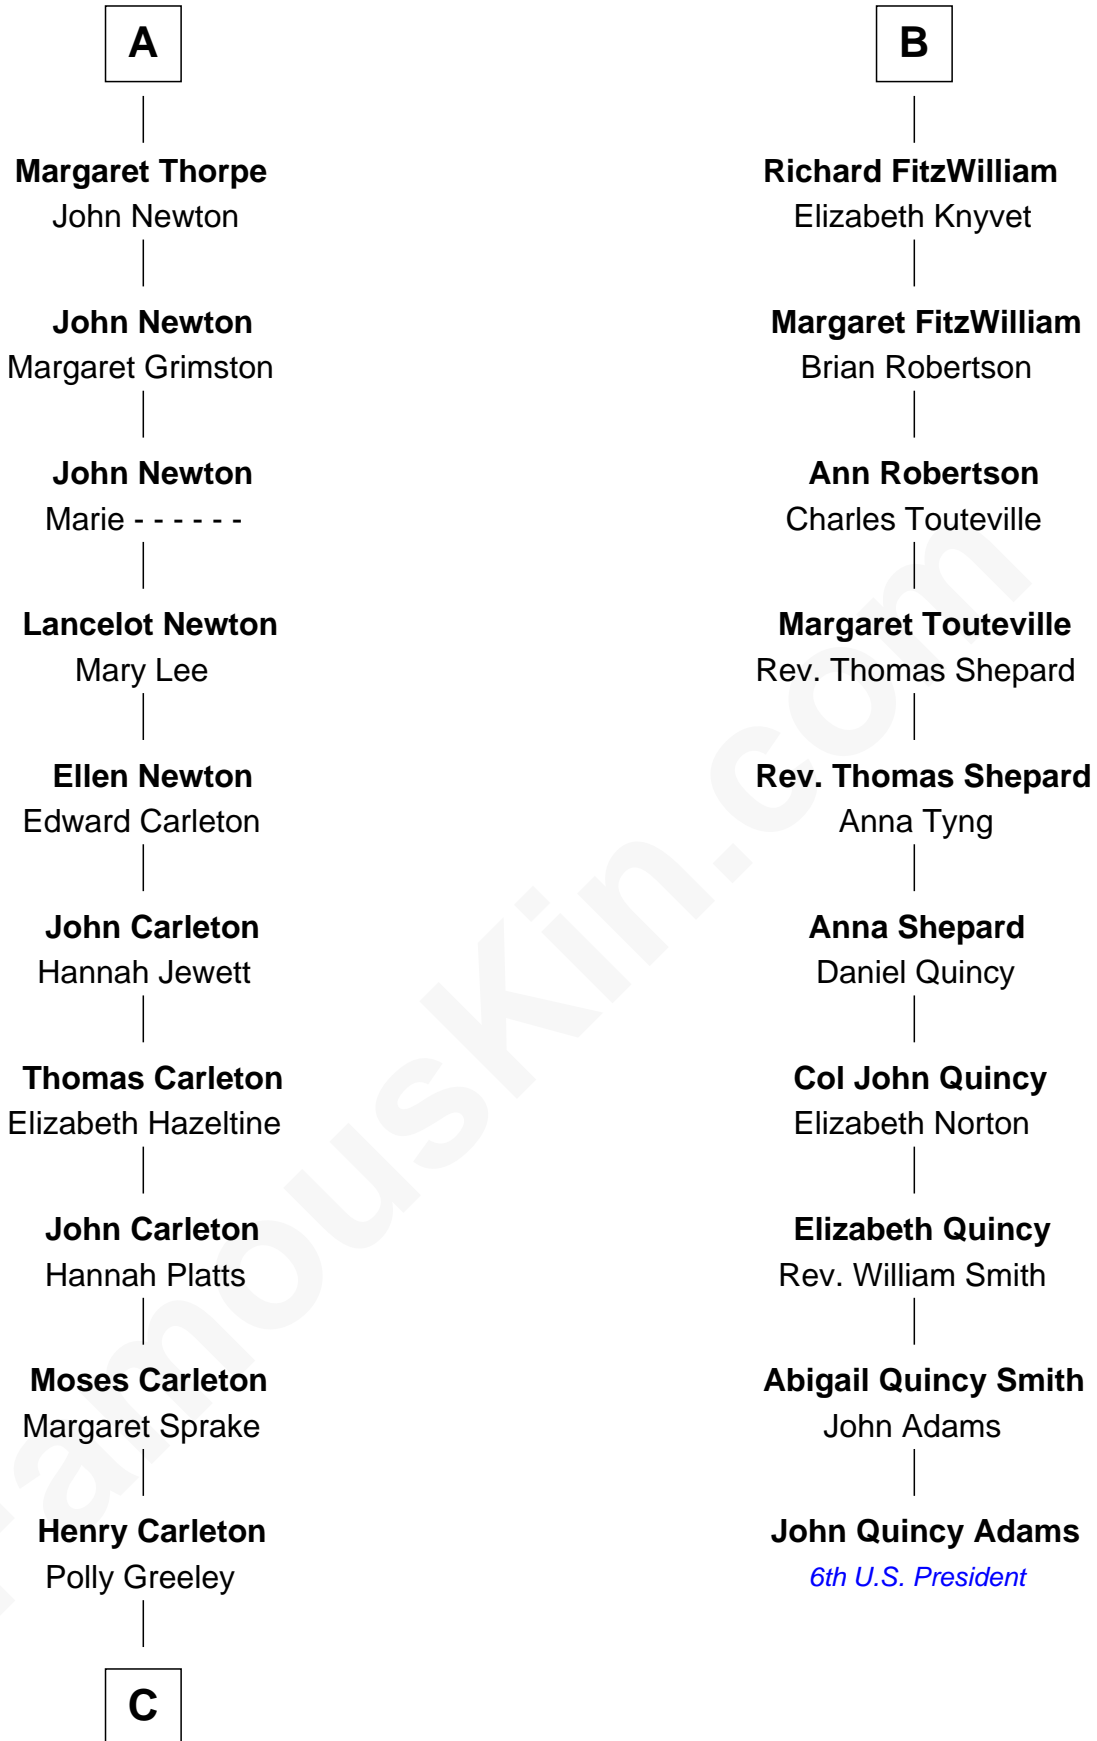 A
Margaret Thorpe
John Newton
John Newton
Margaret Grimston
John Newton
Marie - - - - - -
Lancelot Newton
Mary Lee
Ellen Newton
Edward Carleton
John Carleton
Hannah Jewett
Thomas Carleton
Elizabeth Hazeltine
John Carleton
Hannah Platts
Moses Carleton
Margaret Sprake
Henry Carleton
Polly Greeley
C
B
Richard FitzWilliam
Elizabeth Knyvet
Margaret FitzWilliam
Brian Robertson
Ann Robertson
Charles Touteville
Margaret Touteville
Rev. Thomas Shepard
Rev. Thomas Shepard
Anna Tyng
Anna Shepard
Daniel Quincy
Col John Quincy
Elizabeth Norton
Elizabeth Quincy
Rev. William Smith
Abigail Quincy Smith
John Adams
John Quincy Adams
6th U.S. President
FamousKin.com